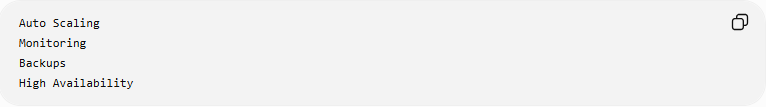 Auto Scaling
Monitoring
Backups
High Availability